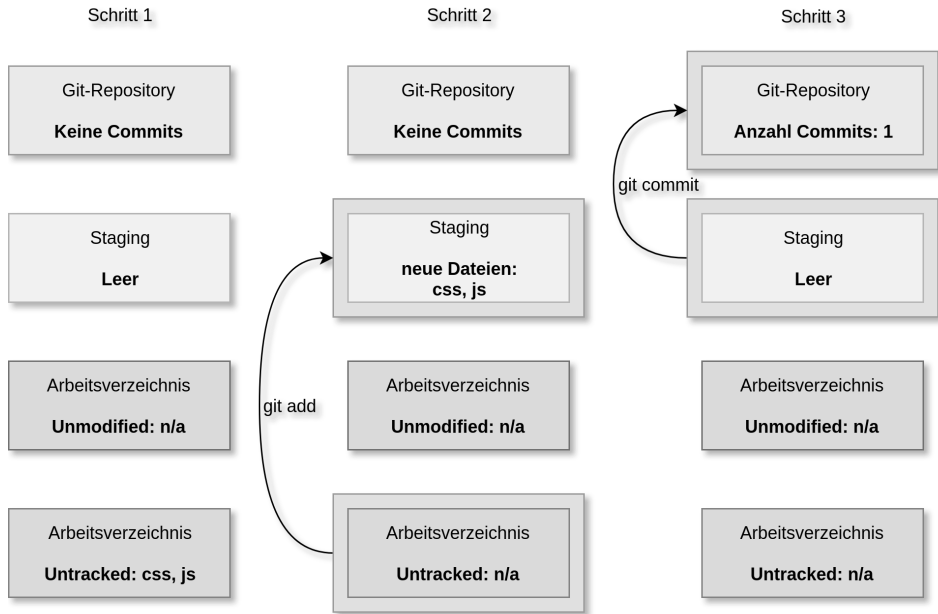 Schritt 1
Git-Repository
Keine Commits
Staging
Leer
Arbeitsverzeichnis
Unmodified: n/a
Arbeitsverzeichnis
Untracked: css, js
Schritt 2
Git-Repository
Keine Commits
Staging
neue Dateien:
css, js
git add
Arbeitsverzeichnis
Unmodified: n/a
Arbeitsverzeichnis
Untracked: n/a
Schritt 3
Git-Repository
Anzahl Commits: 1
git commit
Staging
Leer
Arbeitsverzeichnis
Unmodified: n/a
Arbeitsverzeichnis
Untracked: n/a